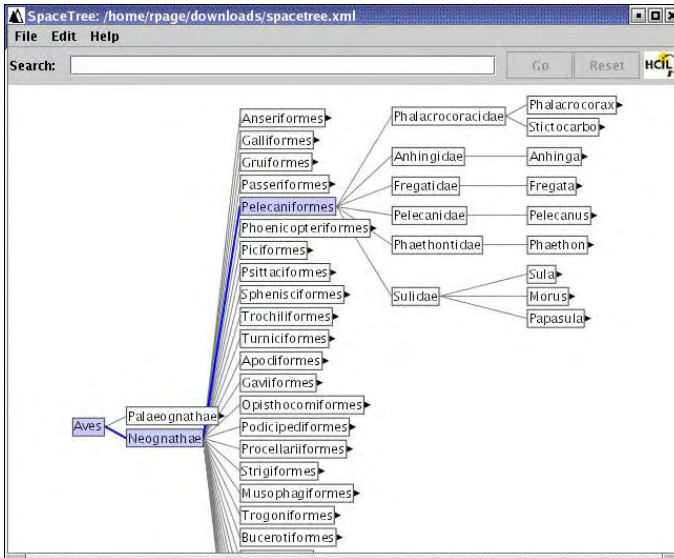 SpaceTree: /home/rpage/downloads/spacetree.xml
File Edit Help
Search: Go Reset HCIL
Anseriformes
Galliformes
Gruiformes
Passeriformes
Pelecaniformes
Phoenicopteriformes
Piciformes
Psittaciformes
Sphenisciformes
Trochiliformes
Turniciformes
Apodiformes
Gaviiformes
Opisthocomiformes
Podicipediformes
Procellariiformes
Strigiformes
Musophagiformes
Trogoniformes
Bucerotiformes
Aves
Palaeognathae
Neognathae
Phalacrocoracidae
Anhingidae
Fregatidae
Pelecanidae
Phaethontidae
Sulidae
Phalacrocorax
Stictocarbo
Anhinga
Fregata
Pelecanus
Phaethon
Sula
Morus
Papasula